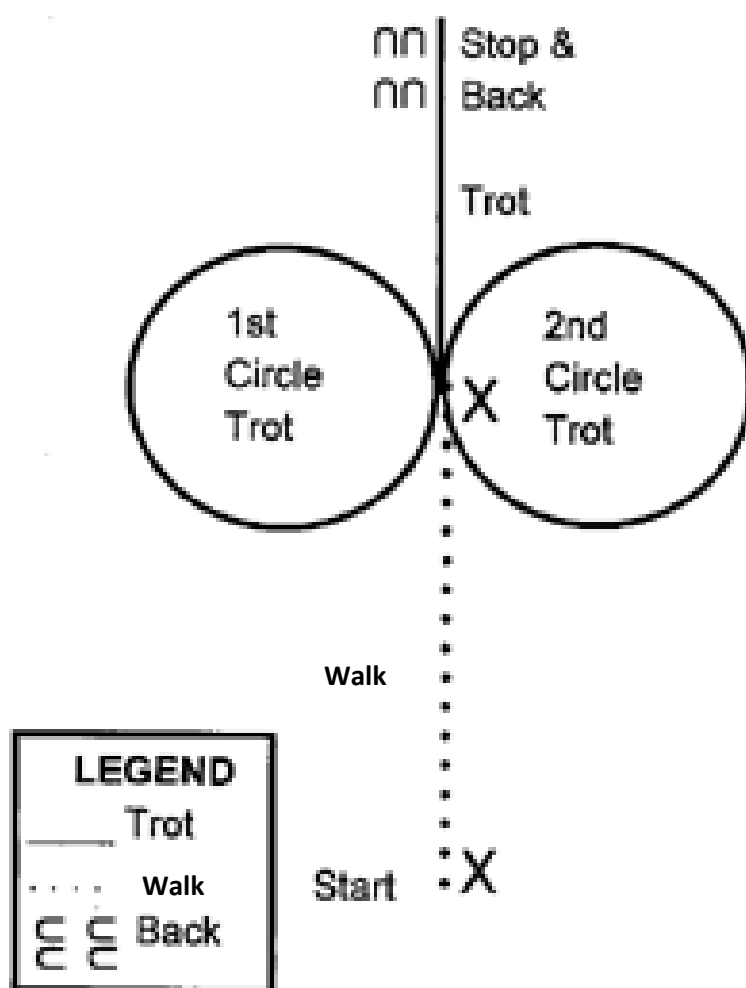 Stop &
Back
Trot
1st
Circle
Trot
2nd
Circle
Trot
X
Walk
LEGEND
Trot
Walk
Back
Start
X